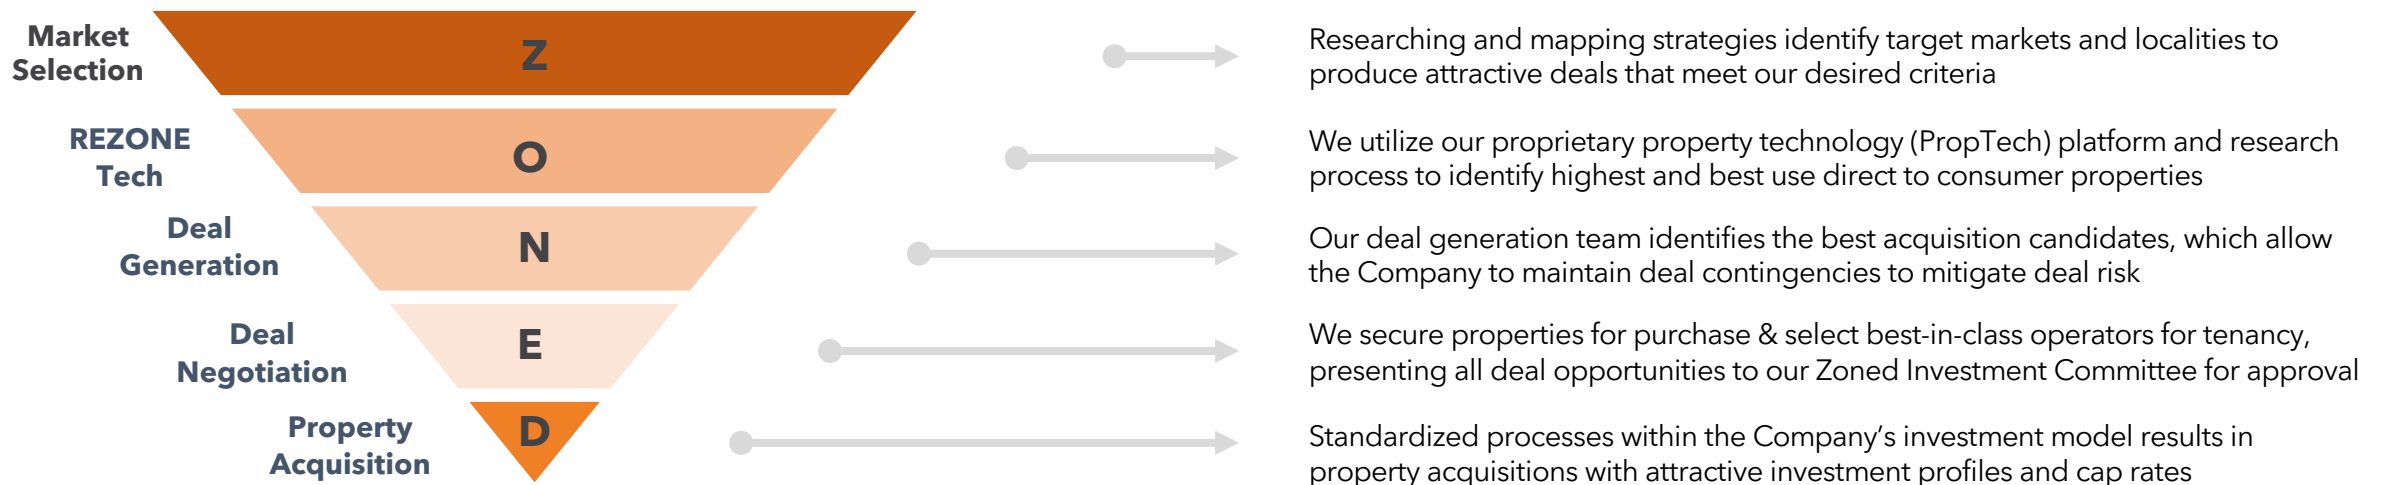 Market
Selection
Z
Researching and mapping strategies identify target markets and localities to
produce attractive deals that meet our desired criteria
REZONE
Tech
O
We utilize our proprietary property technology (PropTech) platform and research
process to identify highest and best use direct to consumer properties
Deal
Generation
N
Our deal generation team identifies the best acquisition candidates, which allow
the Company to maintain deal contingencies to mitigate deal risk
Deal
Negotiation
E
We secure properties for purchase & select best-in-class operators for tenancy,
presenting all deal opportunities to our Zoned Investment Committee for approval
Property
Acquisition
D
Standardized processes within the Company’s investment model results in
property acquisitions with attractive investment profiles and cap rates